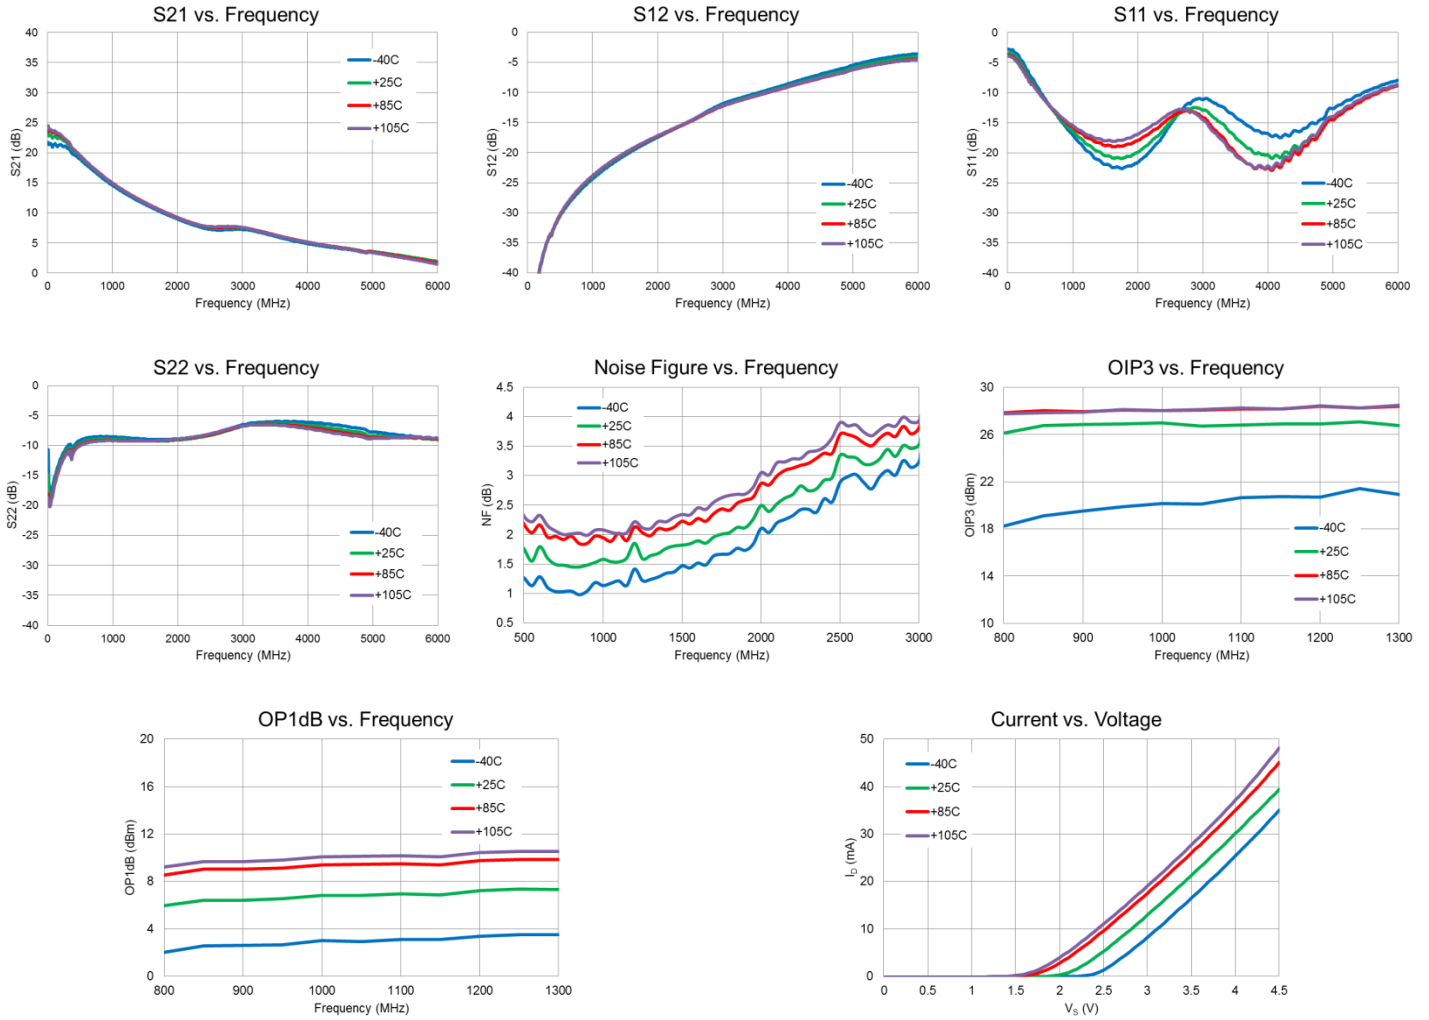 S21 vs. Frequency
S21 (dB)
40
35
30
25
20
15
10
5
0
0 1000 2000 3000 4000 5000 6000
Frequency (MHz)
-40C
+25C
+85C
+105C
S12 vs. Frequency
S12 (dB)
0
-5
-10
-15
-20
-25
-30
-35
-40
0 1000 2000 3000 4000 5000 6000
Frequency (MHz)
-40C
+25C
+85C
+105C
S11 vs. Frequency
S11 (dB)
0
-5
-10
-15
-20
-25
-30
-35
-40
0 1000 2000 3000 4000 5000 6000
Frequency (MHz)
-40C
+25C
+85C
+105C
S22 vs. Frequency
S22 (dB)
0
-5
-10
-15
-20
-25
-30
-35
-40
0 1000 2000 3000 4000 5000 6000
Frequency (MHz)
-40C
+25C
+85C
+105C
Noise Figure vs. Frequency
NF (dB)
4.5
4
3.5
3
2.5
2
1.5
1
0.5
500 1000 1500 2000 2500 3000
Frequency (MHz)
-40C
+25C
+85C
+105C
OIP3 vs. Frequency
OIP3 (dBm)
30
26
22
18
14
10
800 900 1000 1100 1200 1300
Frequency (MHz)
-40C
+25C
+85C
+105C
OP1dB vs. Frequency
OP1dB (dBm)
20
16
12
8
4
0
800 900 1000 1100 1200 1300
Frequency (MHz)
-40C
+25C
+85C
+105C
Current vs. Voltage
I_D (mA)
50
40
30
20
10
0
0 0.5 1 1.5 2 2.5 3 3.5 4 4.5
V_S (V)
-40C
+25C
+85C
+105C